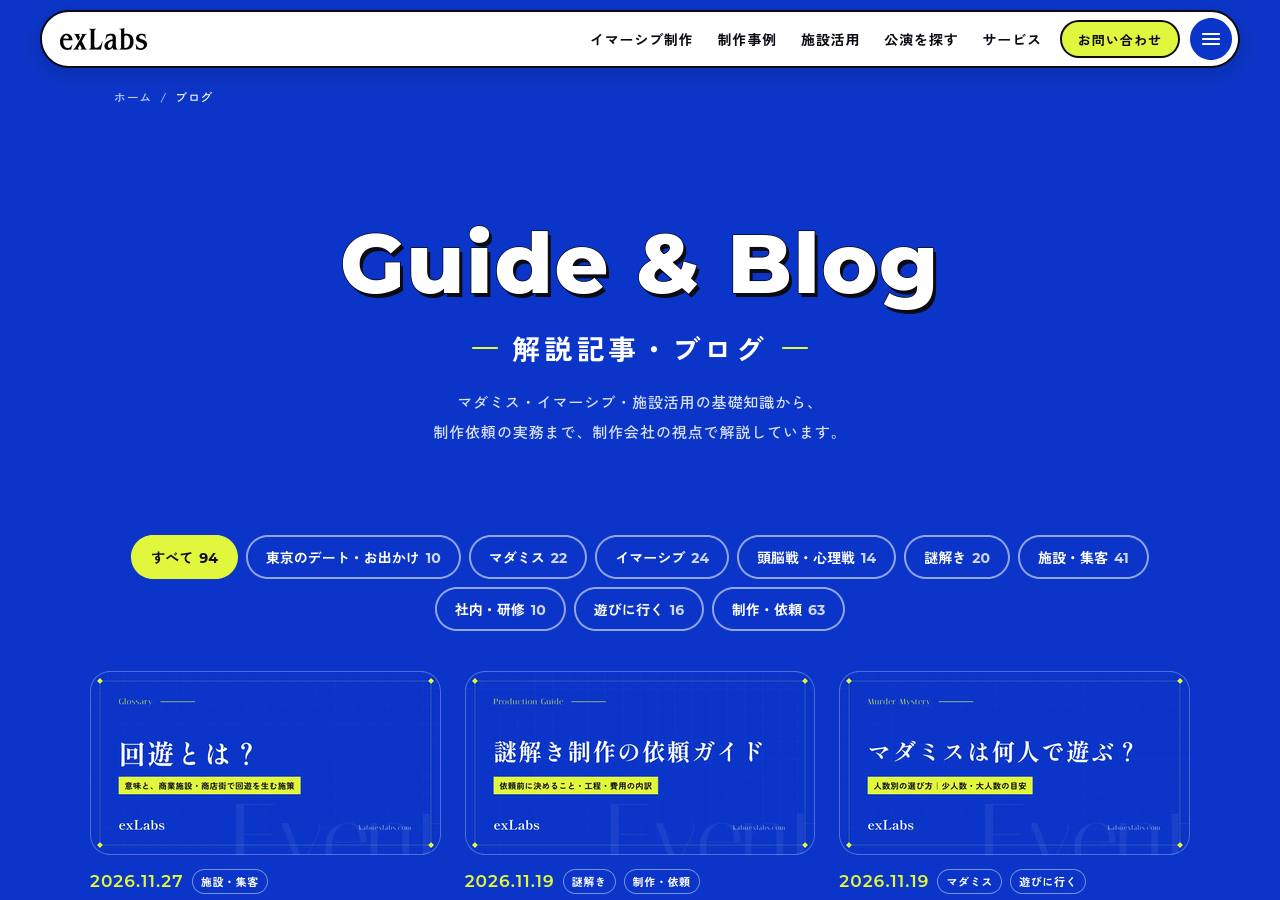 exLabs
イマーシブ制作 制作事例 施設活用 公演を探す サービス お問い合わせ
ホーム / ブログ
Guide & Blog
解説記事・ブログ
マダミス・イマーシブ・施設活用の基礎知識から、
制作依頼の実務まで、制作会社の視点で解説しています。
すべて 94 東京のデート・お出かけ 10 マダミス 22 イマーシブ 24 頭脳戦・心理戦 14 謎解き 20 施設・集客 41
社内・研修 10 遊びに行く 16 制作・依頼 63
Glossary
回遊とは？
意味と、商業施設・商店街で回遊を生む施策
Event
exLabs
kabuexlabs.com
2026.11.27 施設・集客
Production Guide
謎解き制作の依頼ガイド
依頼前に決めること・工程・費用の内訳
Event
exLabs
kabuexlabs.com
2026.11.19 謎解き 制作・依頼
Murder Mystery
マダミスは何人で遊ぶ？
人数別の選び方｜少人数・大人数の目安
Event
exLabs
kabuexlabs.com
2026.11.19 マダミス 遊びに行く